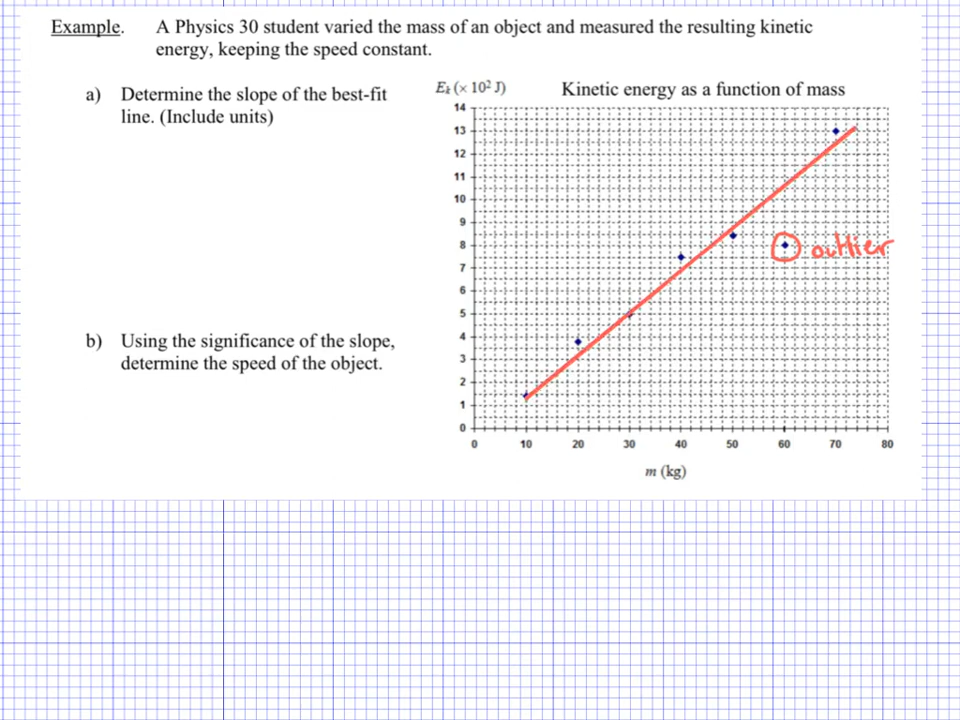 Example. A Physics 30 student varied the mass of an object and measured the resulting kinetic
energy, keeping the speed constant.
a) Determine the slope of the best-fit
line. (Include units)
Eₖ (× 10² J) Kinetic energy as a function of mass
14
13
12
11
10
9
8
outlier
7
6
5
b) Using the significance of the slope,
determine the speed of the object.
4
3
2
1
0
0 10 20 30 40 50 60 70 80
m (kg)